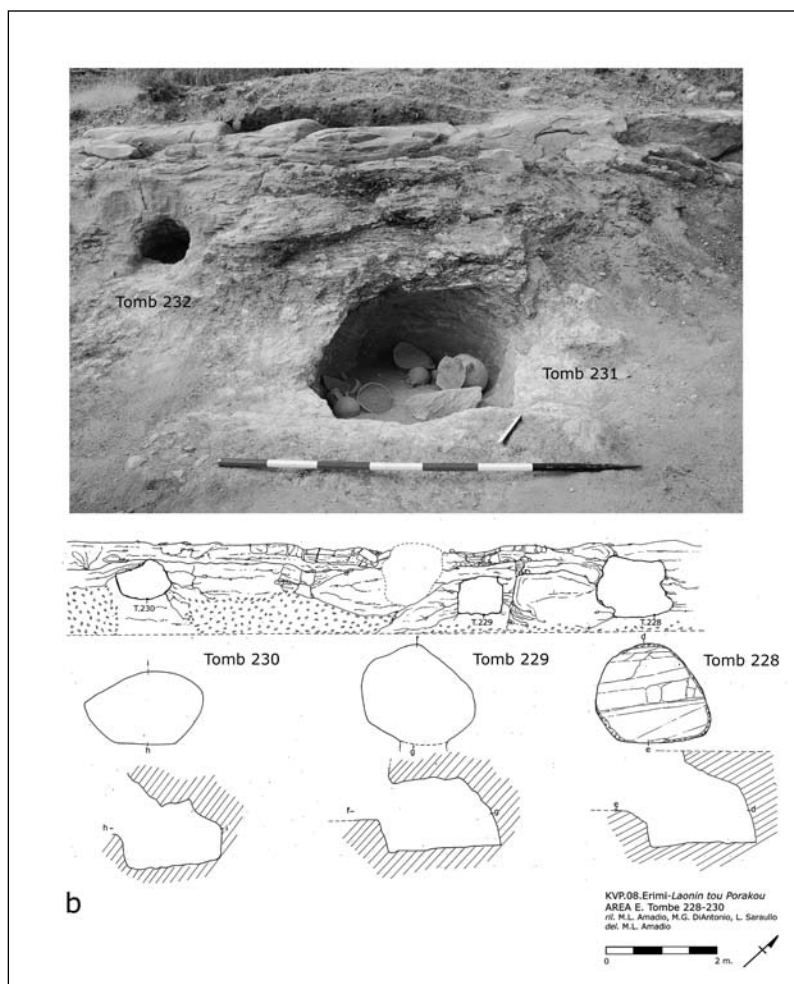 Tomb 232
Tomb 231
T.230
T.229
T.228
Tomb 230
Tomb 229
Tomb 228
i
f
d
h
g
e
h
i
f
g
e
d
b
KVP.08.Erimi-Laonin tou Porakou
AREA E. Tombe 228-230
ril. M.L. Amadio, M.G. DiAntonio, L. Saraullo
del. M.L. Amadio
0
2 m.